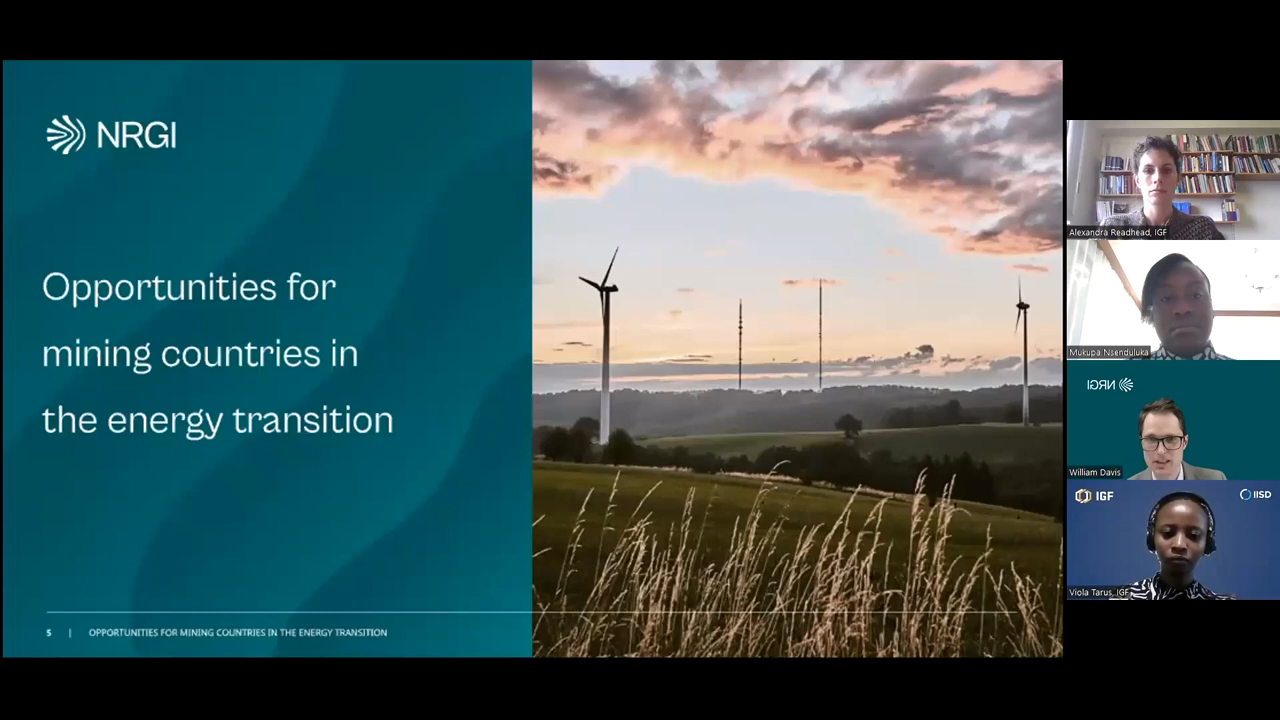 NRGI
Opportunities for
mining countries in
the energy transition
5 | OPPORTUNITIES FOR MINING COUNTRIES IN THE ENERGY TRANSITION
Alexandra Readhead, IGF
Mukupa Nsenduluka
NRGI
William Davis
IGF
IISD
Viola Tarus, IGF